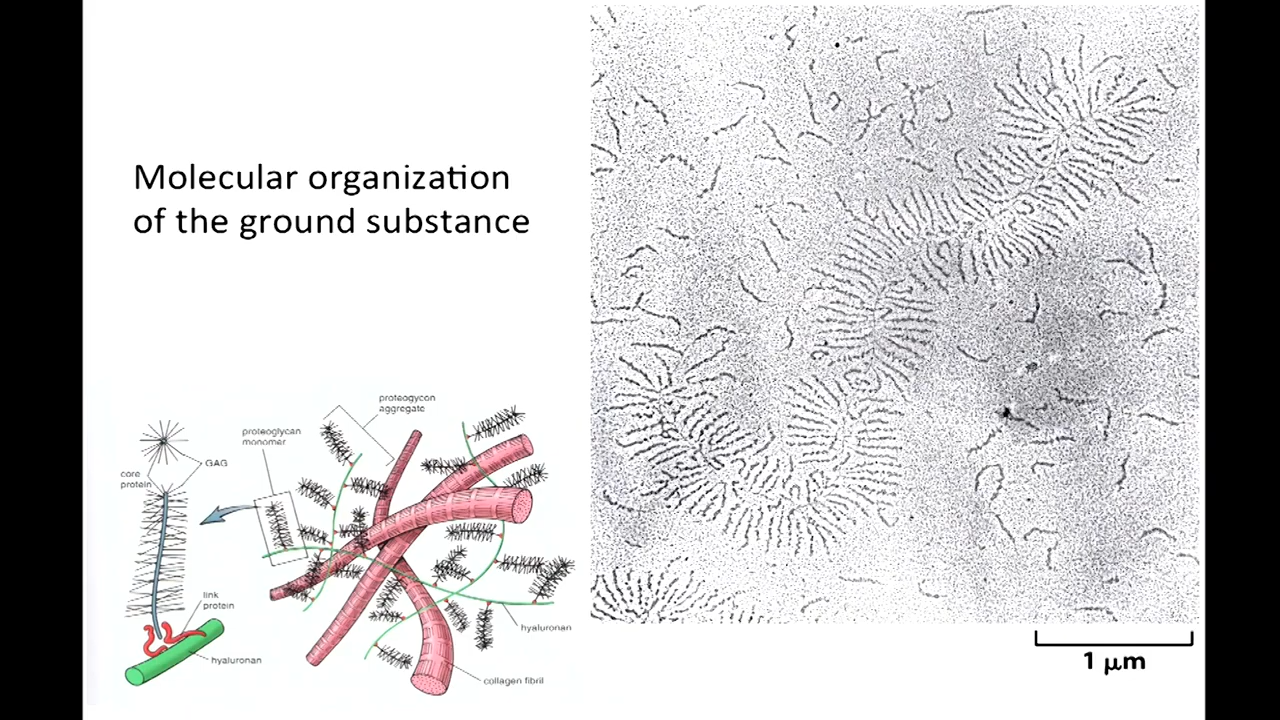 Molecular organization
of the ground substance
proteogycon
aggregate
proteoglycan
monomer
GAG
core
protein
link
protein
hyaluronan
hyaluronan
collagen fibril
1 μm